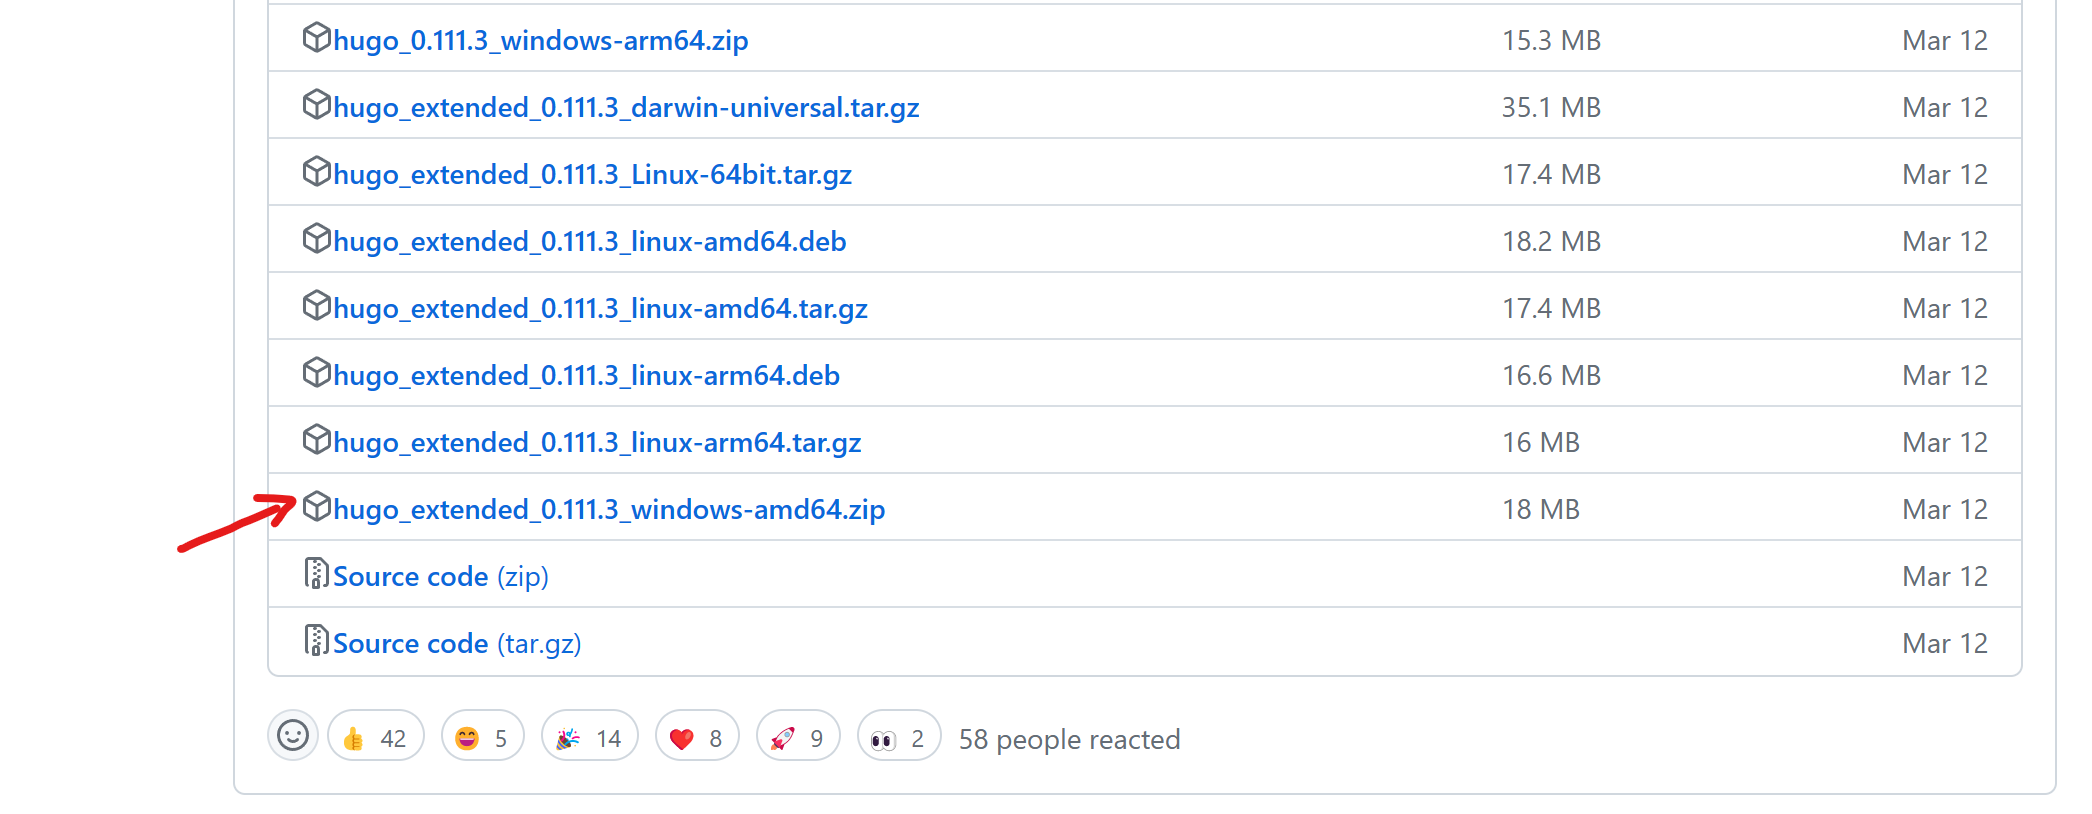 hugo_0.111.3_windows-arm64.zip 15.3 MB Mar 12
hugo_extended_0.111.3_darwin-universal.tar.gz 35.1 MB Mar 12
hugo_extended_0.111.3_Linux-64bit.tar.gz 17.4 MB Mar 12
hugo_extended_0.111.3_linux-amd64.deb 18.2 MB Mar 12
hugo_extended_0.111.3_linux-amd64.tar.gz 17.4 MB Mar 12
hugo_extended_0.111.3_linux-arm64.deb 16.6 MB Mar 12
hugo_extended_0.111.3_linux-arm64.tar.gz 16 MB Mar 12
hugo_extended_0.111.3_windows-amd64.zip 18 MB Mar 12
Source code (zip) Mar 12
Source code (tar.gz) Mar 12
42 5 14 8 9 2 58 people reacted